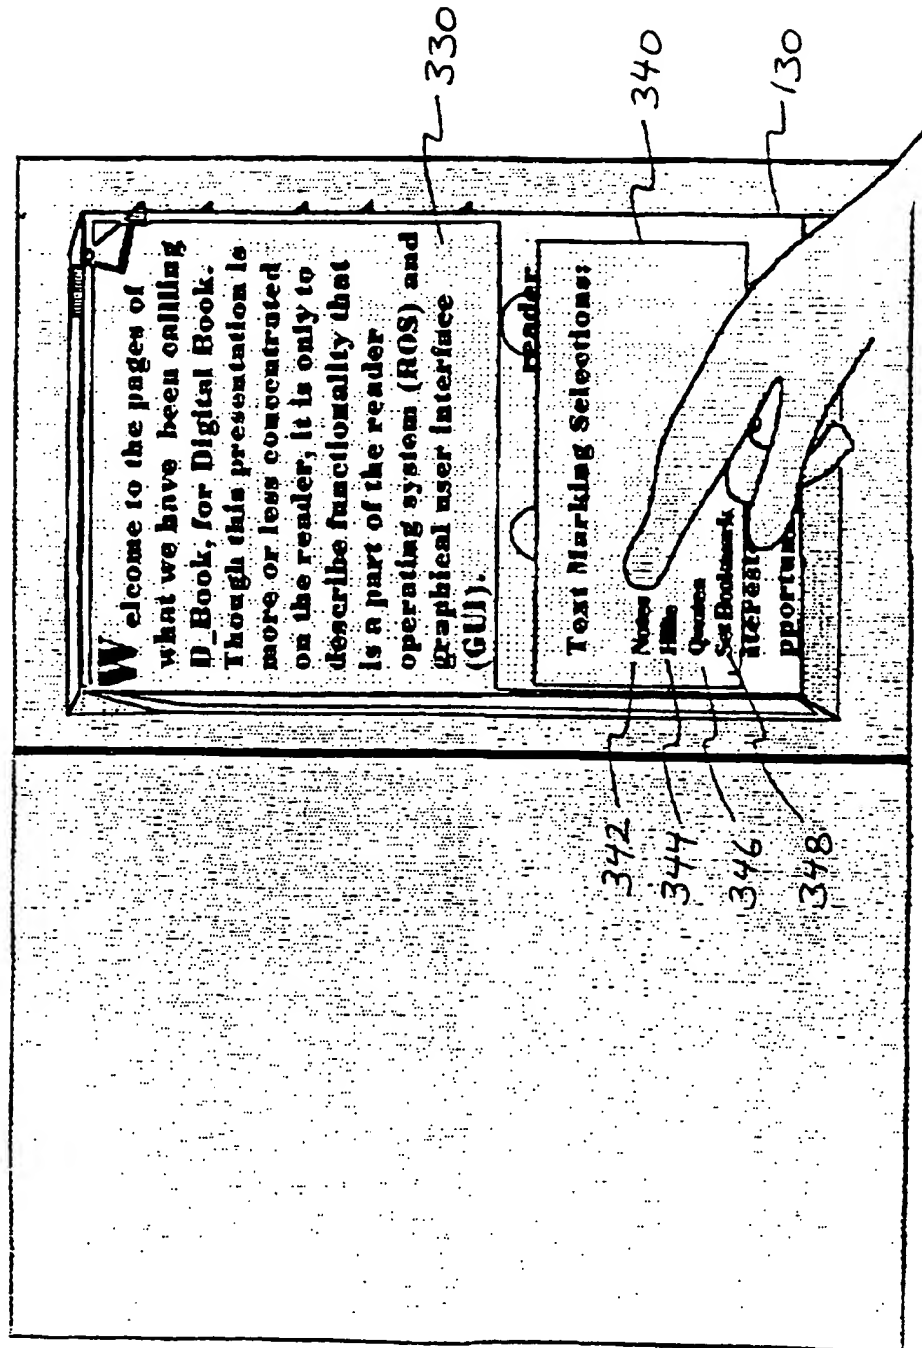 Welcome to the pages of
what we have been calling
D_Book, for Digital Book.
Though this presentation is
more or less concentrated
on the reader, it is only to
describe functionally that
is a part of the reader
operating system (ROS) and
graphical user interface
(GUI).
330
reader
Text Marking Selections:
340
342
Notes
344
346
Quotes
348
Set Bookmark
130